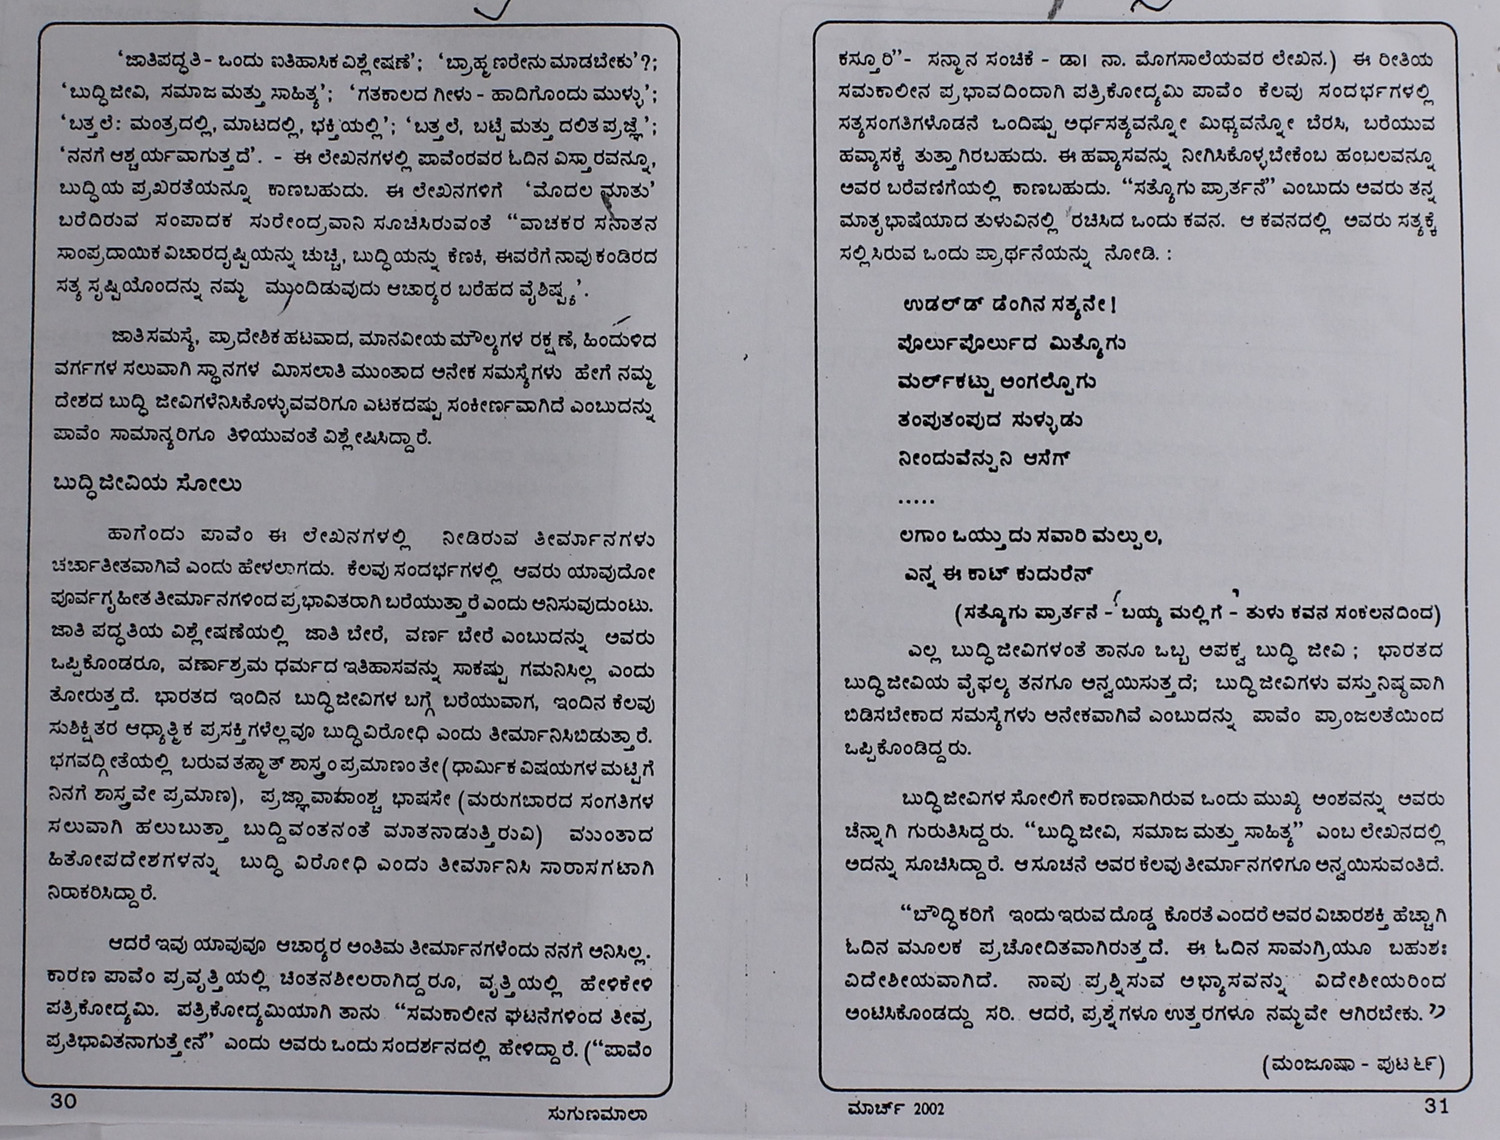 ‘ಜಾತಿಪದ್ಧತಿ - ಒಂದು ಐತಿಹಾಸಿಕ ವಿಶ್ಲೇಷಣೆ’; ‘ಬ್ರಾಹ್ಮಣರೇನು ಮಾಡಬೇಕು’?;
‘ಬುದ್ಧಿಜೀವಿ, ಸಮಾಜ ಮತ್ತು ಸಾಹಿತ್ಯ’; ‘ಗತಕಾಲದ ಗೀಳು - ಹಾದಿಗೊಂದು ಮುಳ್ಳು’;
‘ಬತ್ತಲೆ: ಮಂತ್ರದಲ್ಲಿ, ಮಾಟದಲ್ಲಿ, ಭಕ್ತಿಯಲ್ಲಿ’; ‘ಬತ್ತಲೆ, ಬಟ್ಟೆ ಮತ್ತು ದಲಿತ ಪ್ರಜ್ಞೆ’;
‘ನನಗೆ ಆಶ್ಚರ್ಯವಾಗುತ್ತದೆ’. - ಈ ಲೇಖನಗಳಲ್ಲಿ ಪಾವೆಂರವರ ಓದಿನ ವಿಸ್ತಾರವನ್ನೂ,
ಬುದ್ಧಿಯ ಪ್ರಖರತೆಯನ್ನೂ ಕಾಣಬಹುದು. ಈ ಲೇಖನಗಳಿಗೆ ‘ಮೊದಲ ಮಾತು’
ಬರೆದಿರುವ ಸಂಪಾದಕ ಸುರೇಂದ್ರವಾನಿ ಸೂಚಿಸಿರುವಂತೆ “ವಾಚಕರ ಸನಾತನ
ಸಾಂಪ್ರದಾಯಿಕ ವಿಚಾರದೃಷ್ಟಿಯನ್ನು ಚುಚ್ಚಿ, ಬುದ್ಧಿಯನ್ನು ಕೆಣಕಿ, ಈವರೆಗೆ ನಾವು ಕಂಡಿರದ
ಸತ್ಯ ಸೃಷ್ಟಿಯೊಂದನ್ನು ನಮ್ಮ ಮುಂದಿಡುವುದು ಆಚಾರ್‍ಯರ ಬರೆಹದ ವೈಶಿಷ್ಟ್ಯ’.
ಜಾತಿಸಮಸ್ಯೆ, ಪ್ರಾದೇಶಿಕ ಹಟವಾದ, ಮಾನವೀಯ ಮೌಲ್ಯಗಳ ರಕ್ಷಣೆ, ಹಿಂದುಳಿದ
ವರ್ಗಗಳ ಸಲುವಾಗಿ ಸ್ಥಾನಗಳ ಮೀಸಲಾತಿ ಮುಂತಾದ ಅನೇಕ ಸಮಸ್ಯೆಗಳು ಹೇಗೆ ನಮ್ಮ
ದೇಶದ ಬುದ್ಧಿ ಜೀವಿಗಳೆನಿಸಿಕೊಳ್ಳುವವರಿಗೂ ಎಟಕದಷ್ಟು ಸಂಕೀರ್ಣವಾಗಿದೆ ಎಂಬುದನ್ನು
ಪಾವೆಂ ಸಾಮಾನ್ಯರಿಗೂ ತಿಳಿಯುವಂತೆ ವಿಶ್ಲೇಷಿಸಿದ್ದಾರೆ.
ಬುದ್ಧಿಜೀವಿಯ ಸೋಲು
ಹಾಗೆಂದು ಪಾವೆಂ ಈ ಲೇಖನಗಳಲ್ಲಿ ನೀಡಿರುವ ತೀರ್ಮಾನಗಳು
ಚರ್ಚಾತೀತವಾಗಿವೆ ಎಂದು ಹೇಳಲಾಗದು. ಕೆಲವು ಸಂದರ್ಭಗಳಲ್ಲಿ ಅವರು ಯಾವುದೋ
ಪೂರ್ವಗೃಹೀತ ತೀರ್ಮಾನಗಳಿಂದ ಪ್ರಭಾವಿತರಾಗಿ ಬರೆಯುತ್ತಾರೆ ಎಂದು ಅನಿಸುವುದುಂಟು.
ಜಾತಿ ಪದ್ಧತಿಯ ವಿಶ್ಲೇಷಣೆಯಲ್ಲಿ ಜಾತಿ ಬೇರೆ, ವರ್ಣ ಬೇರೆ ಎಂಬುದನ್ನು ಅವರು
ಒಪ್ಪಿಕೊಂಡರೂ, ವರ್ಣಾಶ್ರಮ ಧರ್ಮದ ಇತಿಹಾಸವನ್ನು ಸಾಕಷ್ಟು ಗಮನಿಸಿಲ್ಲ ಎಂದು
ತೋರುತ್ತದೆ. ಭಾರತದ ಇಂದಿನ ಬುದ್ಧಿಜೀವಿಗಳ ಬಗ್ಗೆ ಬರೆಯುವಾಗ, ಇಂದಿನ ಕೆಲವು
ಸುಶಿಕ್ಷಿತರ ಆಧ್ಯಾತ್ಮಿಕ ಪ್ರಸಕ್ತಿಗಳೆಲ್ಲವೂ ಬುದ್ಧಿವಿರೋಧಿ ಎಂದು ತೀರ್ಮಾನಿಸಿಬಿಡುತ್ತಾರೆ.
ಭಗವದ್ಗೀತೆಯಲ್ಲಿ ಬರುವ ತಸ್ಮಾತ್ ಶಾಸ್ತ್ರಂ ಪ್ರಮಾಣಂ ತೇ (ಧಾರ್ಮಿಕ ವಿಷಯಗಳ ಮಟ್ಟಿಗೆ
ನಿನಗೆ ಶಾಸ್ತ್ರವೇ ಪ್ರಮಾಣ), ಪ್ರಜ್ಞಾವಾದಾಂಶ್ಚ ಭಾಷಸೇ (ಮರುಗಬಾರದ ಸಂಗತಿಗಳ
ಸಲುವಾಗಿ ಹಲುಬುತ್ತಾ ಬುದ್ದಿವಂತನಂತೆ ಮಾತನಾಡುತ್ತಿರುವಿ) ಮುಂತಾದ
ಹಿತೋಪದೇಶಗಳನ್ನು ಬುದ್ಧಿ ವಿರೋಧಿ ಎಂದು ತೀರ್ಮಾನಿಸಿ ಸಾರಾಸಗಟಾಗಿ
ನಿರಾಕರಿಸಿದ್ದಾರೆ.
ಆದರೆ ಇವು ಯಾವುವೂ ಆಚಾರ್‍ಯರ ಅಂತಿಮ ತೀರ್ಮಾನಗಳೆಂದು ನನಗೆ ಅನಿಸಿಲ್ಲ.
ಕಾರಣ ಪಾವೆಂ ಪ್ರವೃತ್ತಿಯಲ್ಲಿ ಚಿಂತನಶೀಲರಾಗಿದ್ದರೂ, ವೃತ್ತಿಯಲ್ಲಿ ಹೇಳಿಕೇಳಿ
ಪತ್ರಿಕೋದ್ಯಮಿ. ಪತ್ರಿಕೋದ್ಯಮಿಯಾಗಿ ತಾನು “ಸಮಕಾಲೀನ ಘಟನೆಗಳಿಂದ ತೀವ್ರ
ಪ್ರತಿಭಾವಿತನಾಗುತ್ತೇನೆ” ಎಂದು ಅವರು ಒಂದು ಸಂದರ್ಶನದಲ್ಲಿ ಹೇಳಿದ್ದಾರೆ. (“ಪಾವೆಂ
30
ಸುಗುಣಮಾಲಾ
ಕಸ್ತೂರಿ”- ಸನ್ಮಾನ ಸಂಚಿಕೆ - ಡಾ। ನಾ. ಮೊಗಸಾಲೆಯವರ ಲೇಖನ.) ಈ ರೀತಿಯ
ಸಮಕಾಲೀನ ಪ್ರಭಾವದಿಂದಾಗಿ ಪತ್ರಿಕೋದ್ಯಮಿ ಪಾವೆಂ ಕೆಲವು ಸಂದರ್ಭಗಳಲ್ಲಿ
ಸತ್ಯಸಂಗತಿಗಳೊಡನೆ ಒಂದಿಷ್ಟು ಅರ್ಧಸತ್ಯವನ್ನೋ ಮಿಥ್ಯವನ್ನೋ ಬೆರಸಿ, ಬರೆಯುವ
ಹವ್ಯಾಸಕ್ಕೆ ತುತ್ತಾಗಿರಬಹುದು. ಈ ಹವ್ಯಾಸವನ್ನು ನೀಗಿಸಿಕೊಳ್ಳಬೇಕೆಂಬ ಹಂಬಲವನ್ನೂ
ಅವರ ಬರೆವಣಿಗೆಯಲ್ಲಿ ಕಾಣಬಹುದು. “ಸತ್ಯೊಗು ಪ್ರಾರ್ತನೆ” ಎಂಬುದು ಅವರು ತನ್ನ
ಮಾತೃಭಾಷೆಯಾದ ತುಳುವಿನಲ್ಲಿ ರಚಿಸಿದ ಒಂದು ಕವನ. ಆ ಕವನದಲ್ಲಿ ಅವರು ಸತ್ಯಕ್ಕೆ
ಸಲ್ಲಿಸಿರುವ ಒಂದು ಪ್ರಾರ್ಥನೆಯನ್ನು ನೋಡಿ. :
ಉಡಲ್‌ಡ್ ಡೆಂಗಿನ ಸತ್ಯನೇ!
ಪೊರ್ಲುಪೊರ್ಲುದ ಮಿತ್ಯೊಗು
ಮರ್ಲ್‌ಕಟ್ಟು ಅಂಗಲ್ಪೊಗು
ತಂಪುತಂಪುದ ಸುಳ್ಳುಡು
ನೀಂದುವೆನ್ಪುನಿ ಆಸೆಗ್
.....
ಲಗಾಂ ಒಯ್ತುದು ಸವಾರಿ ಮಲ್ಪುಲ,
ಎನ್ನ ಈ ಕಾಟ್ ಕುದುರೆನ್
(ಸತ್ಯೊಗು ಪ್ರಾರ್ತನೆ - ‘ಬಯ್ಯ ಮಲ್ಲಿಗೆ’ - ತುಳು ಕವನ ಸಂಕಲನದಿಂದ)
ಎಲ್ಲ ಬುದ್ಧಿಜೀವಿಗಳಂತೆ ತಾನೂ ಒಬ್ಬ ಅಪಕ್ವ ಬುದ್ಧಿ ಜೀವಿ ; ಭಾರತದ
ಬುದ್ಧಿಜೀವಿಯ ವೈಫಲ್ಯ ತನಗೂ ಅನ್ವಯಿಸುತ್ತದೆ; ಬುದ್ಧಿಜೀವಿಗಳು ವಸ್ತುನಿಷ್ಠವಾಗಿ
ಬಿಡಿಸಬೇಕಾದ ಸಮಸ್ಯೆಗಳು ಅನೇಕವಾಗಿವೆ ಎಂಬುದನ್ನು ಪಾವೆಂ ಪ್ರಾಂಜಲತೆಯಿಂದ
ಒಪ್ಪಿಕೊಂಡಿದ್ದರು.
ಬುದ್ಧಿಜೀವಿಗಳ ಸೋಲಿಗೆ ಕಾರಣವಾಗಿರುವ ಒಂದು ಮುಖ್ಯ ಅಂಶವನ್ನು ಅವರು
ಚೆನ್ನಾಗಿ ಗುರುತಿಸಿದ್ದರು. “ಬುದ್ಧಿಜೀವಿ, ಸಮಾಜ ಮತ್ತು ಸಾಹಿತ್ಯ” ಎಂಬ ಲೇಖನದಲ್ಲಿ
ಅದನ್ನು ಸೂಚಿಸಿದ್ದಾರೆ. ಆ ಸೂಚನೆ ಅವರ ಕೆಲವು ತೀರ್ಮಾನಗಳಿಗೂ ಅನ್ವಯಿಸುವಂತಿದೆ.
“ಬೌದ್ಧಿಕರಿಗೆ ಇಂದು ಇರುವ ದೊಡ್ಡ ಕೊರತೆ ಎಂದರೆ ಅವರ ವಿಚಾರಶಕ್ತಿ ಹೆಚ್ಚಾಗಿ
ಓದಿನ ಮೂಲಕ ಪ್ರಚೋದಿತವಾಗಿರುತ್ತದೆ. ಈ ಓದಿನ ಸಾಮಗ್ರಿಯೂ ಬಹುಶಃ
ವಿದೇಶೀಯವಾಗಿದೆ. ನಾವು ಪ್ರಶ್ನಿಸುವ ಅಭ್ಯಾಸವನ್ನು ವಿದೇಶೀಯರಿಂದ
ಅಂಟಿಸಿಕೊಂಡದ್ದು ಸರಿ. ಆದರೆ, ಪ್ರಶ್ನೆಗಳೂ ಉತ್ತರಗಳೂ ನಮ್ಮವೇ ಆಗಿರಬೇಕು.”
(ಮಂಜೂಷಾ - ಪುಟ ೬೯)
ಮಾರ್ಚ್ 2002
31